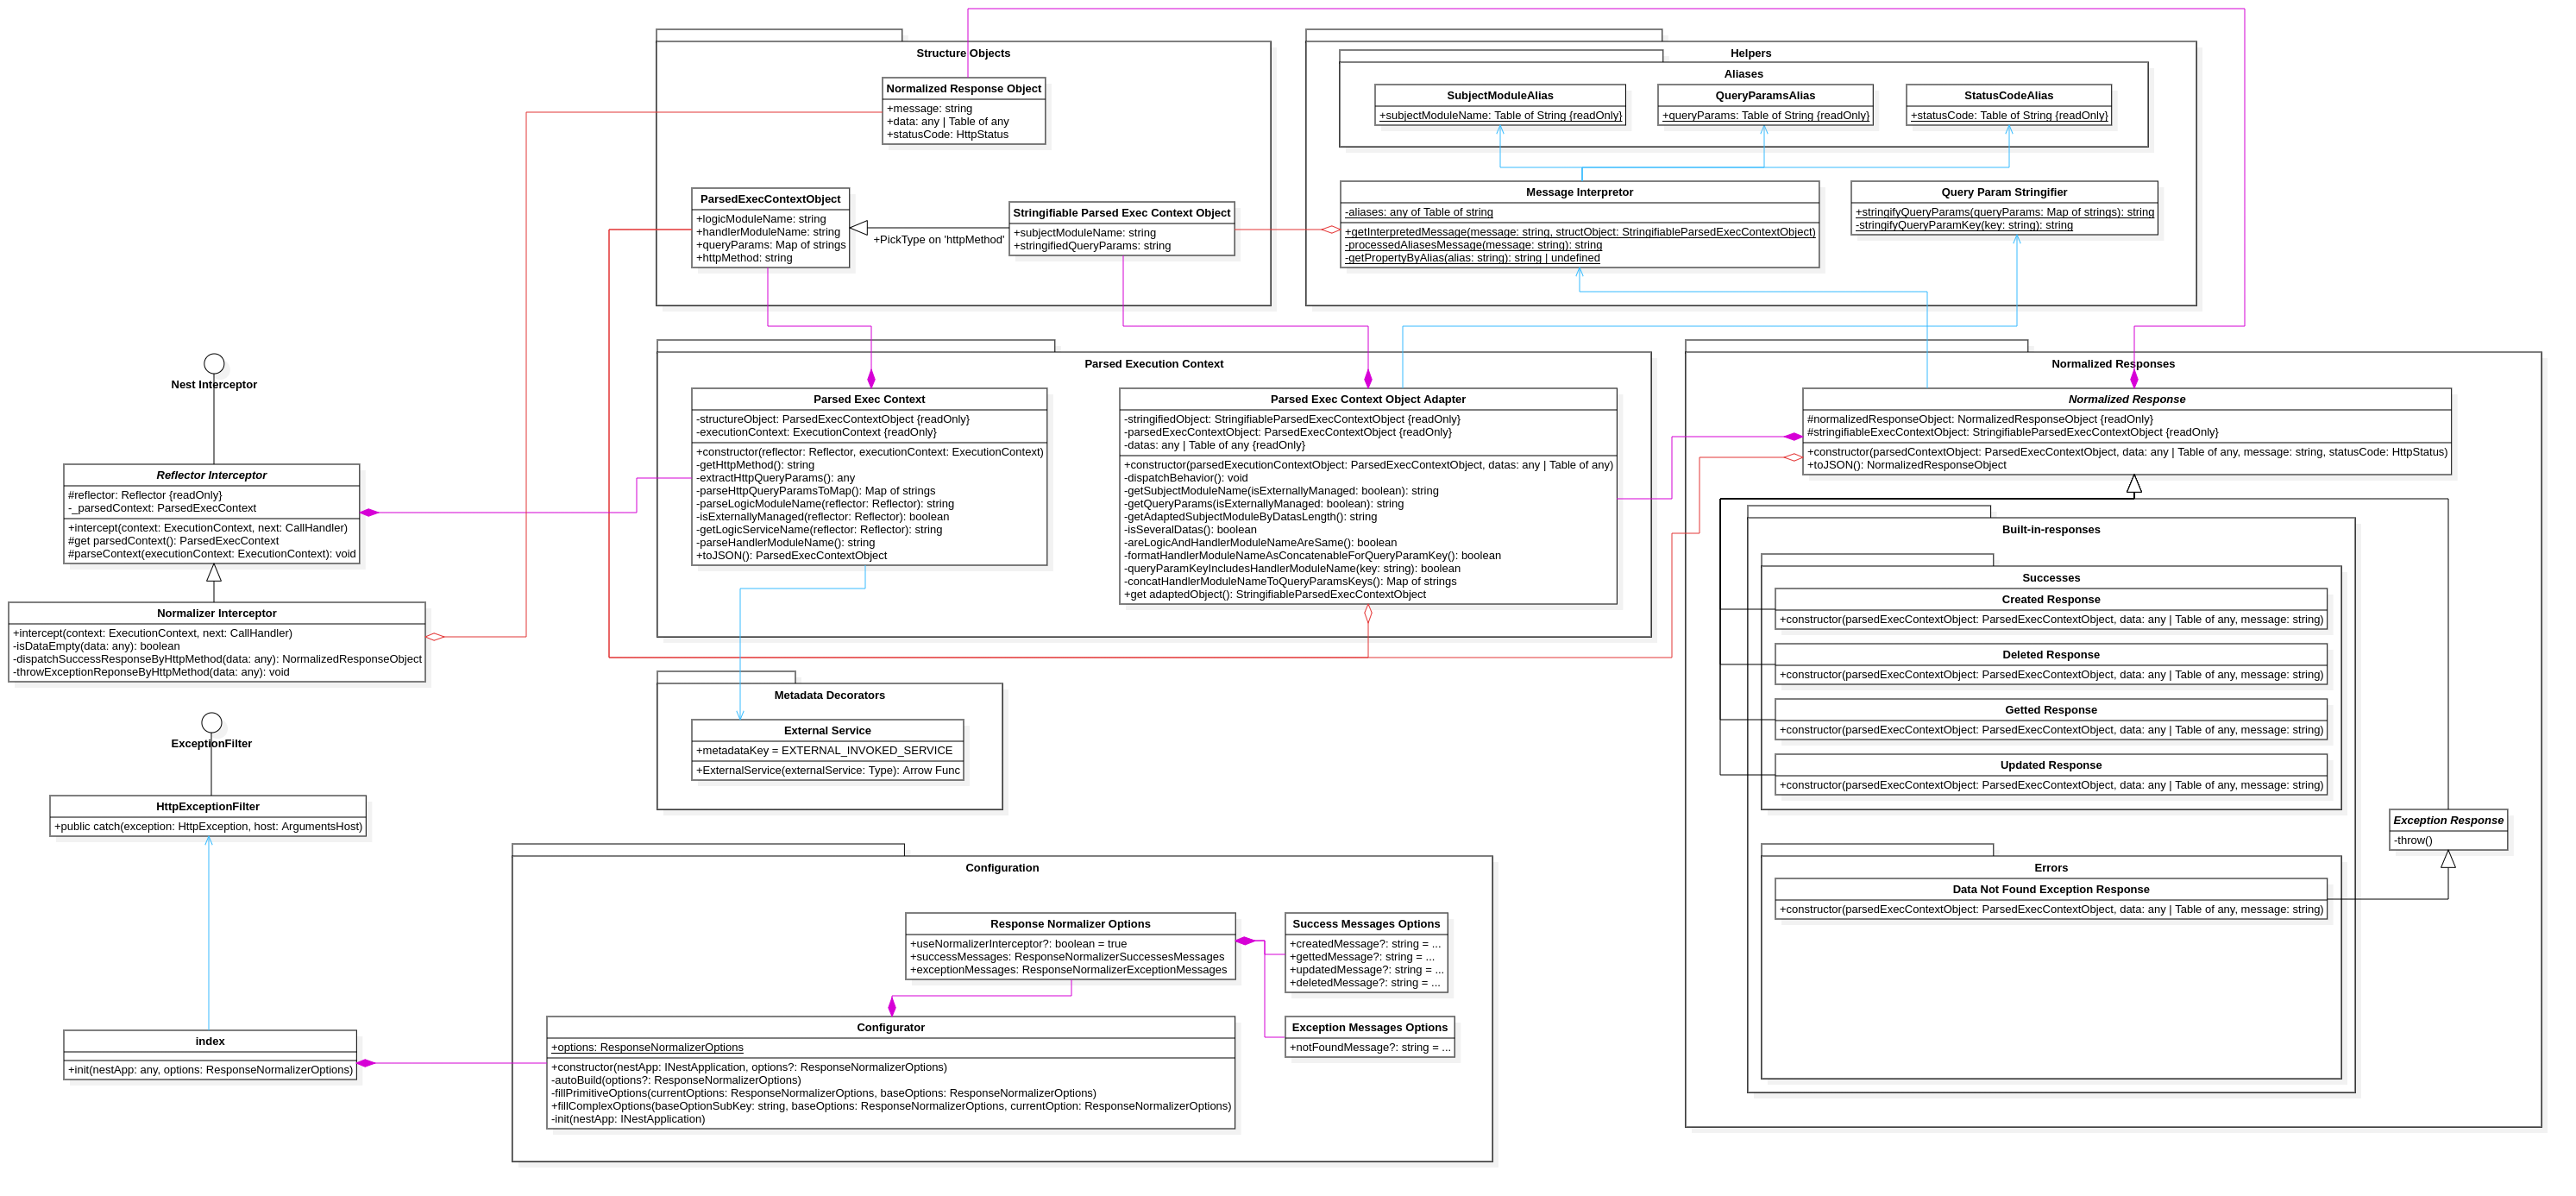 Structure Objects
Normalized Response Object
+message: string
+data: any | Table of any
+statusCode: HttpStatus
ParsedExecContextObject
+logicModuleName: string
+handlerModuleName: string
+queryParams: Map of strings
+httpMethod: string
+PickType on 'httpMethod'
Stringifiable Parsed Exec Context Object
+subjectModuleName: string
+stringifiedQueryParams: string
Helpers
Aliases
SubjectModuleAlias
+subjectModuleName: Table of String {readOnly}
QueryParamsAlias
+queryParams: Table of String {readOnly}
StatusCodeAlias
+statusCode: Table of String {readOnly}
Message Interpretor
-aliases: any of Table of string
+getInterpretedMessage(message: string, structObject: StringifiableParsedExecContextObject)
-processedAliasesMessage(message: string): string
-getPropertyByAlias(alias: string): string | undefined
Query Param Stringifier
+stringifyQueryParams(queryParams: Map of strings): string
-stringifyQueryParamKey(key: string): string
Nest Interceptor
Reflector Interceptor
#reflector: Reflector {readOnly}
-_parsedContext: ParsedExecContext
+intercept(context: ExecutionContext, next: CallHandler)
#get parsedContext(): ParsedExecContext
#parseContext(executionContext: ExecutionContext): void
Normalizer Interceptor
+intercept(context: ExecutionContext, next: CallHandler)
-isDataEmpty(data: any): boolean
-dispatchSuccessResponseByHttpMethod(data: any): NormalizedResponseObject
-throwExceptionReponseByHttpMethod(data: any): void
Parsed Execution Context
Parsed Exec Context
-structureObject: ParsedExecContextObject {readOnly}
-executionContext: ExecutionContext {readOnly}
+constructor(reflector: Reflector, executionContext: ExecutionContext)
-getHttpMethod(): string
-extractHttpQueryParams(): any
-parseHttpQueryParamsToMap(): Map of strings
-parseLogicModuleName(reflector: Reflector): string
-isExternallyManaged(reflector: Reflector): boolean
-getLogicServiceName(reflector: Reflector): string
-parseHandlerModuleName(): string
+toJSON(): ParsedExecContextObject
Parsed Exec Context Object Adapter
-stringifiedObject: StringifiableParsedExecContextObject {readOnly}
-parsedExecContextObject: ParsedExecContextObject {readOnly}
-datas: any | Table of any {readOnly}
+constructor(parsedExecutionContextObject: ParsedExecContextObject, datas: any | Table of any)
-dispatchBehavior(): void
-getSubjectModuleName(isExternallyManaged: boolean): string
-getQueryParams(isExternallyManaged: boolean): string
-getAdaptedSubjectModuleByDatasLength(): string
-isSeveralDatas(): boolean
-areLogicAndHandlerModuleNameAreSame(): boolean
-formatHandlerModuleNameAsConcatenableForQueryParamKey(): boolean
-queryParamKeyIncludesHandlerModuleName(key: string): boolean
-concatHandlerModuleNameToQueryParamsKeys(): Map of strings
+get adaptedObject(): StringifiableParsedExecContextObject
Normalized Responses
Normalized Response
#normalizedResponseObject: NormalizedResponseObject {readOnly}
#stringifiableExecContextObject: StringifiableParsedExecContextObject {readOnly}
+constructor(parsedContextObject: ParsedExecContextObject, data: any | Table of any, message: string, statusCode: HttpStatus)
+toJSON(): NormalizedResponseObject
Built-in-responses
Successes
Created Response
+constructor(parsedExecContextObject: ParsedExecContextObject, data: any | Table of any, message: string)
Deleted Response
+constructor(parsedExecContextObject: ParsedExecContextObject, data: any | Table of any, message: string)
Getted Response
+constructor(parsedExecContextObject: ParsedExecContextObject, data: any | Table of any, message: string)
Updated Response
+constructor(parsedExecContextObject: ParsedExecContextObject, data: any | Table of any, message: string)
Exception Response
-throw()
Errors
Data Not Found Exception Response
+constructor(parsedExecContextObject: ParsedExecContextObject, data: any | Table of any, message: string)
Metadata Decorators
External Service
+metadataKey = EXTERNAL_INVOKED_SERVICE
+ExternalService(externalService: Type): Arrow Func
ExceptionFilter
HttpExceptionFilter
+public catch(exception: HttpException, host: ArgumentsHost)
index
+init(nestApp: any, options: ResponseNormalizerOptions)
Configuration
Response Normalizer Options
+useNormalizerInterceptor?: boolean = true
+successMessages: ResponseNormalizerSuccessesMessages
+exceptionMessages: ResponseNormalizerExceptionMessages
Success Messages Options
+createdMessage?: string = ...
+gettedMessage?: string = ...
+updatedMessage?: string = ...
+deletedMessage?: string = ...
Exception Messages Options
+notFoundMessage?: string = ...
Configurator
+options: ResponseNormalizerOptions
+constructor(nestApp: INestApplication, options?: ResponseNormalizerOptions)
-autoBuild(options?: ResponseNormalizerOptions)
-fillPrimitiveOptions(currentOptions: ResponseNormalizerOptions, baseOptions: ResponseNormalizerOptions)
+fillComplexOptions(baseOptionSubKey: string, baseOptions: ResponseNormalizerOptions, currentOption: ResponseNormalizerOptions)
-init(nestApp: INestApplication)